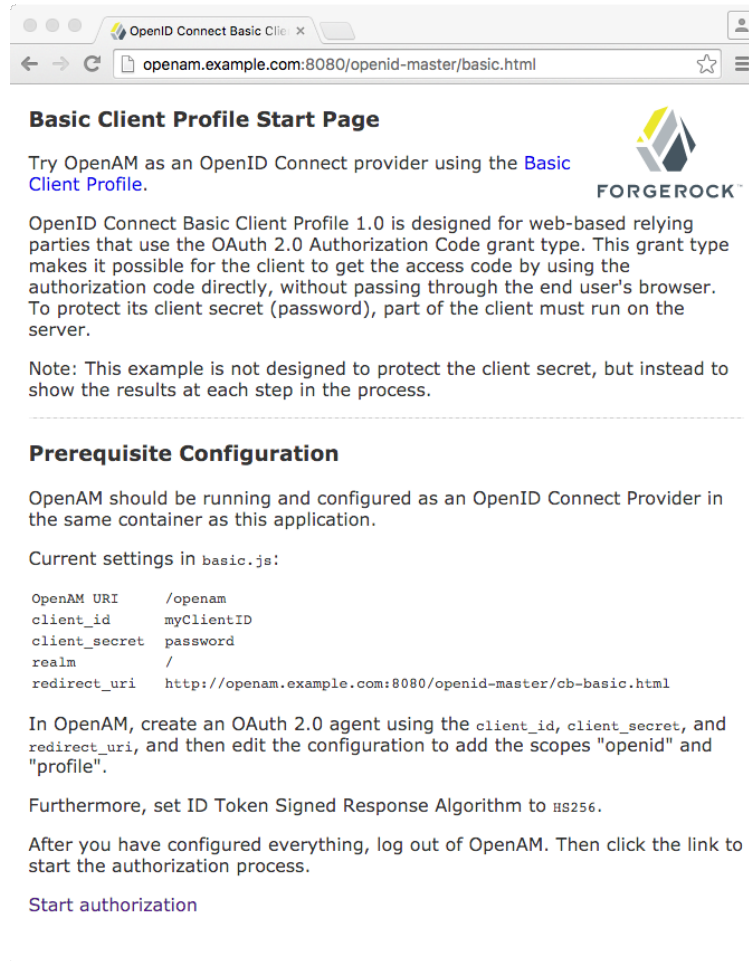 OpenID Connect Basic Clie
openam.example.com:8080/openid-master/basic.html
Basic Client Profile Start Page
Try OpenAM as an OpenID Connect provider using the Basic
Client Profile.
FORGEROCK™
OpenID Connect Basic Client Profile 1.0 is designed for web-based relying
parties that use the OAuth 2.0 Authorization Code grant type. This grant type
makes it possible for the client to get the access code by using the
authorization code directly, without passing through the end user's browser.
To protect its client secret (password), part of the client must run on the
server.
Note: This example is not designed to protect the client secret, but instead to
show the results at each step in the process.
Prerequisite Configuration
OpenAM should be running and configured as an OpenID Connect Provider in
the same container as this application.
Current settings in basic.js:
OpenAM URI /openam
client_id myClientID
client_secret password
realm /
redirect_uri http://openam.example.com:8080/openid-master/cb-basic.html
In OpenAM, create an OAuth 2.0 agent using the client_id, client_secret, and
redirect_uri, and then edit the configuration to add the scopes "openid" and
"profile".
Furthermore, set ID Token Signed Response Algorithm to HS256.
After you have configured everything, log out of OpenAM. Then click the link to
start the authorization process.
Start authorization